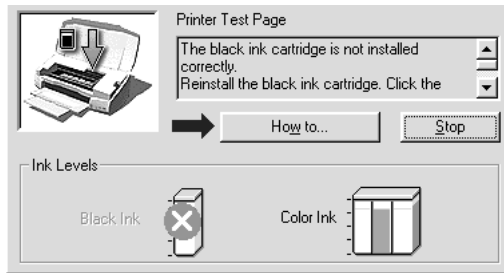 Printer Test Page
The black ink cartridge is not installed
correctly.
Reinstall the black ink cartridge. Click the
How to...
Stop
Ink Levels
Black Ink
Color Ink